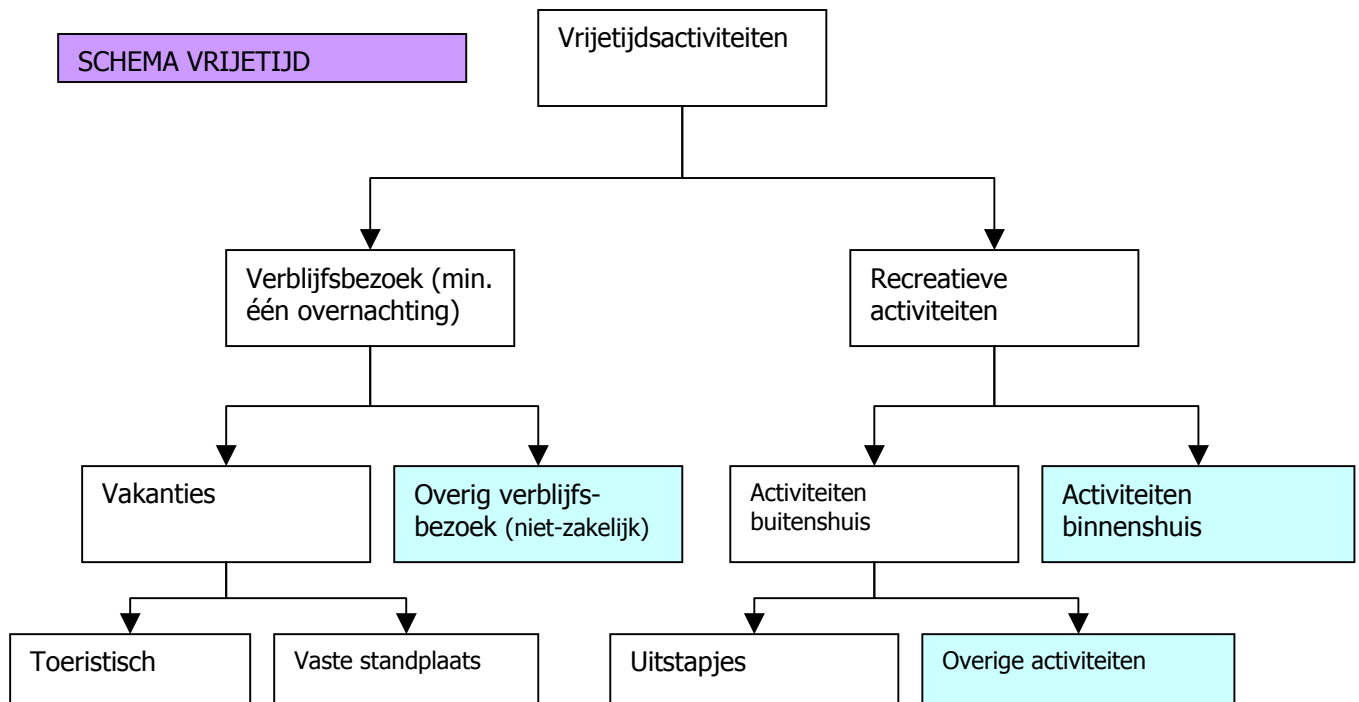 SCHEMA VRIJETIJD
Vrijetijdsactiviteiten
Verblijfsbezoek (min.
één overnachting)
Recreatieve
activiteiten
Vakanties
Overig verblijfs-
bezoek (niet-zakelijk)
Activiteiten
buitenshuis
Activiteiten
binnenshuis
Toeristisch
Vaste standplaats
Uitstapjes
Overige activiteiten